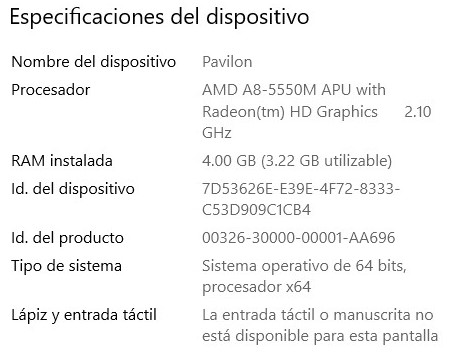 Especificaciones del dispositivo
Nombre del dispositivo Pavilon
Procesador AMD A8-5550M APU with
Radeon(tm) HD Graphics 2.10
GHz
RAM instalada 4.00 GB (3.22 GB utilizable)
Id. del dispositivo 7D53626E-E39E-4F72-8333-
C53D909C1CB4
Id. del producto 00326-30000-00001-AA696
Tipo de sistema Sistema operativo de 64 bits,
procesador x64
Lápiz y entrada táctil La entrada táctil o manuscrita no
está disponible para esta pantalla